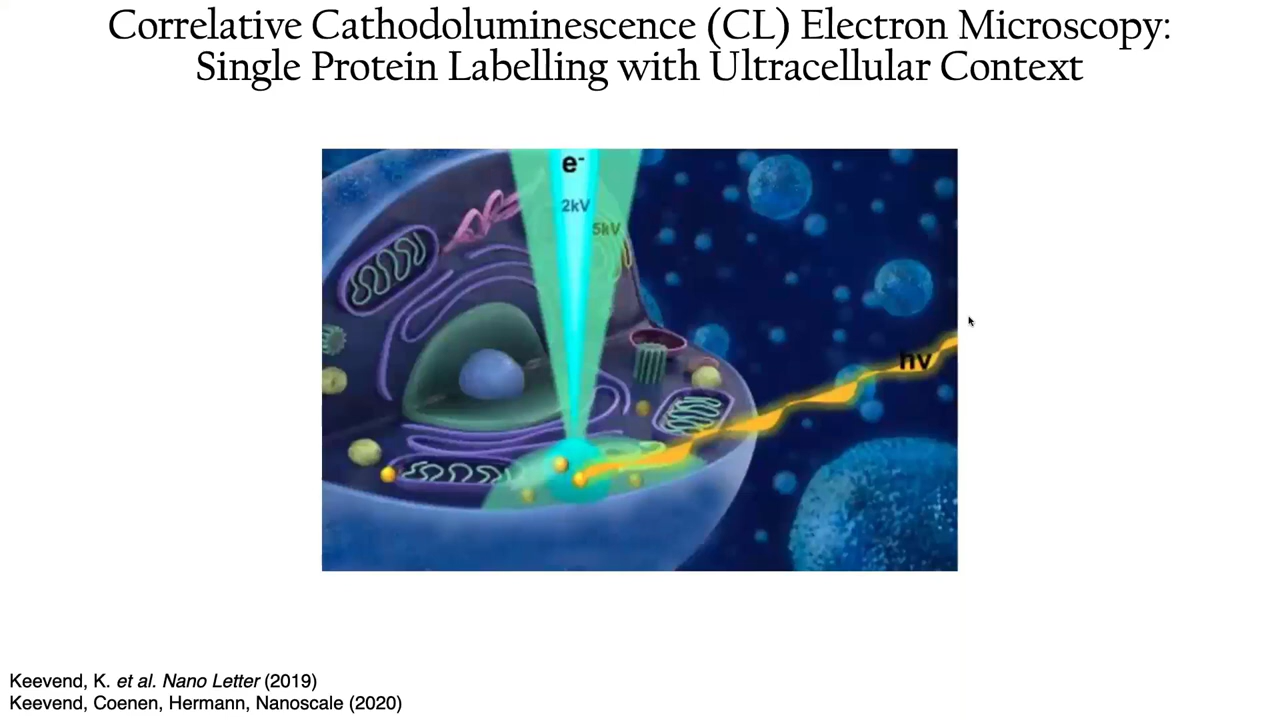 Correlative Cathodoluminescence (CL) Electron Microscopy:
Single Protein Labelling with Ultracellular Context
e-
2kV
5kV
hν
Keevend, K. et al. Nano Letter (2019)
Keevend, Coenen, Hermann, Nanoscale (2020)